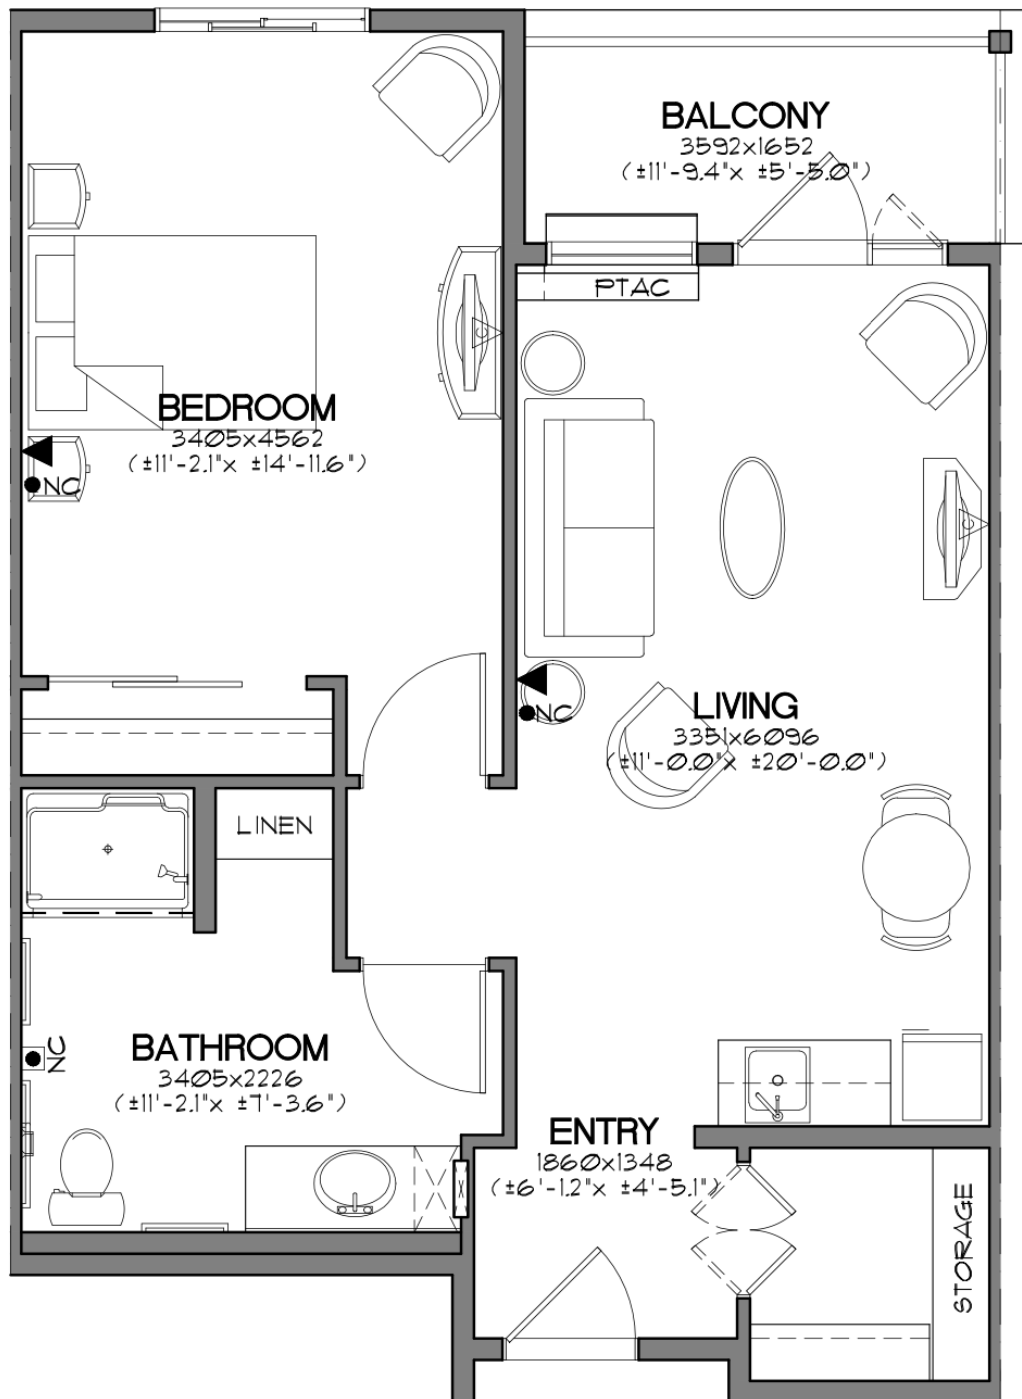 BALCONY
3592x1652
(±11'-9.4"x ±5'-5.0")
PTAC
C
BEDROOM
3405x4562
(±11'-2.1"x ±14'-11.6")
NC
C
NC
LIVING
3351x6096
(±11'-0.0"x ±20'-0.0")
LINEN
NC
BATHROOM
3405x2226
(±11'-2.1"x ±7'-3.6")
ENTRY
1860x1348
(±6'-1.2"x ±4'-5.1")
STORAGE